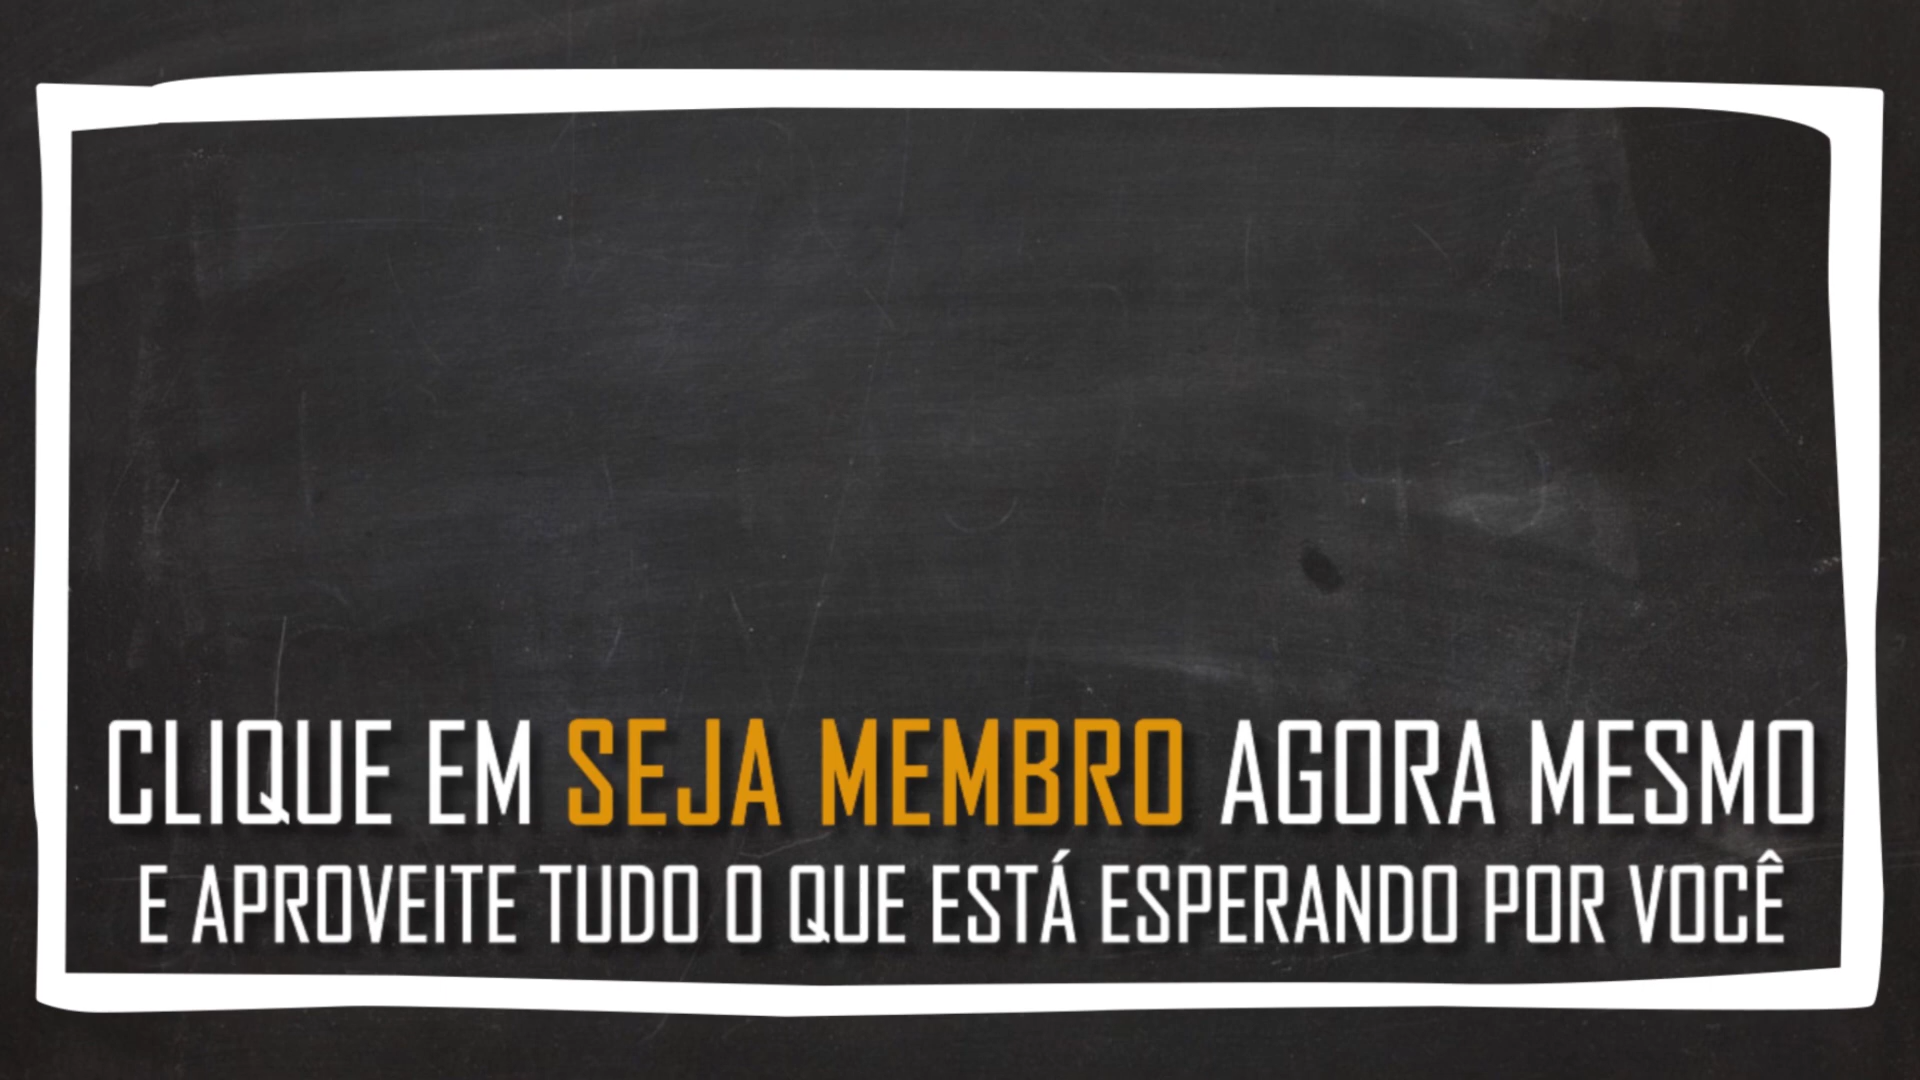 CLIQUE EM SEJA MEMBRO AGORA MESMO
E APROVEITE TUDO O QUE ESTÁ ESPERANDO POR VOCÊ